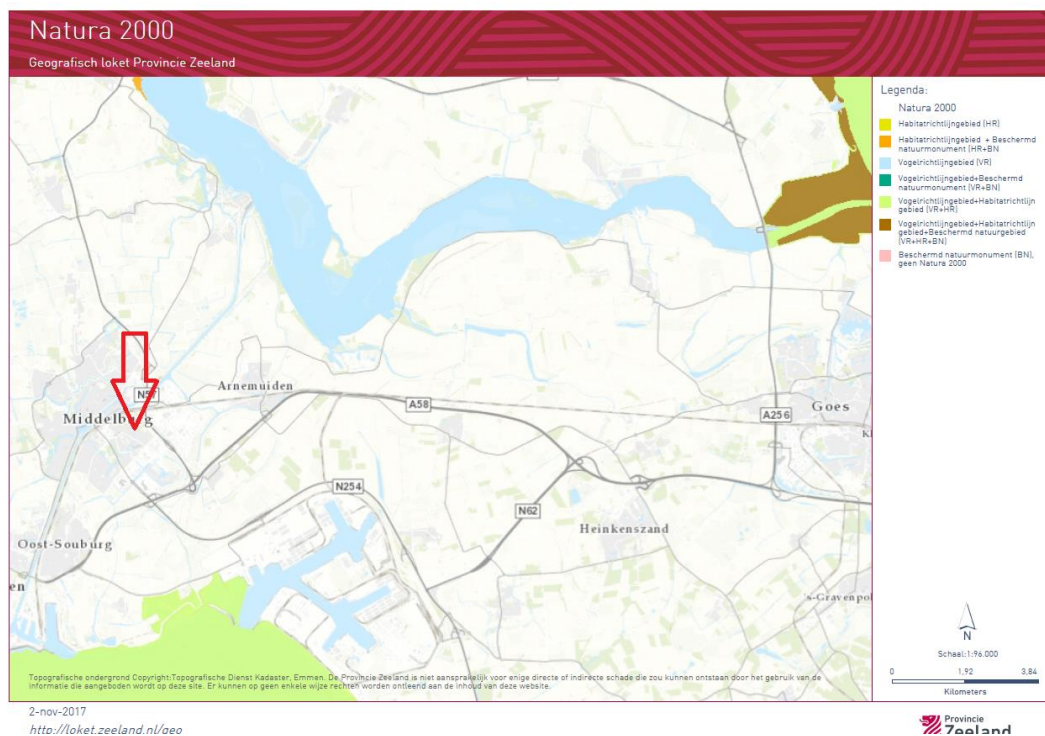 Natura 2000
Geografisch loket Provincie Zeeland
Legenda:
Natura 2000
Habitatrichtlijngebied (HR)
Habitatrichtlijngebied + Beschermd
natuurmonument (HR+BN
Vogelrichtlijngebied (VR)
Vogelrichtlijngebied+Beschermd
natuurmonument (VR+BN)
Vogelrichtlijngebied+Habitatrichtlijn
gebied (VR+HR)
Vogelrichtlijngebied+Habitatrichtlijn
gebied+Beschermd natuurgebied
(VR+HR+BN)
Beschermd natuurmonument (BN),
geen Natura 2000
Arnemuiden
N57
Middelburg
A58
Goes
A256
N254
N62
Heinkenszand
Oost-Souburg
en
's-Gravenpol
N
Schaal:1:96.000
0 1,92 3,84
Kilometers
Topografische ondergrond Copyright:Topografische Dienst Kadaster, Emmen. De Provincie Zeeland is niet aansprakelijk voor enige directe of indirecte schade die zou kunnen ontstaan door het gebruik van de
informatie die aangeboden wordt op deze site. Er kunnen op geen enkele wijze rechten worden ontleend aan de inhoud van deze website.
2-nov-2017
http://loket.zeeland.nl/geo
Provincie
Zeeland